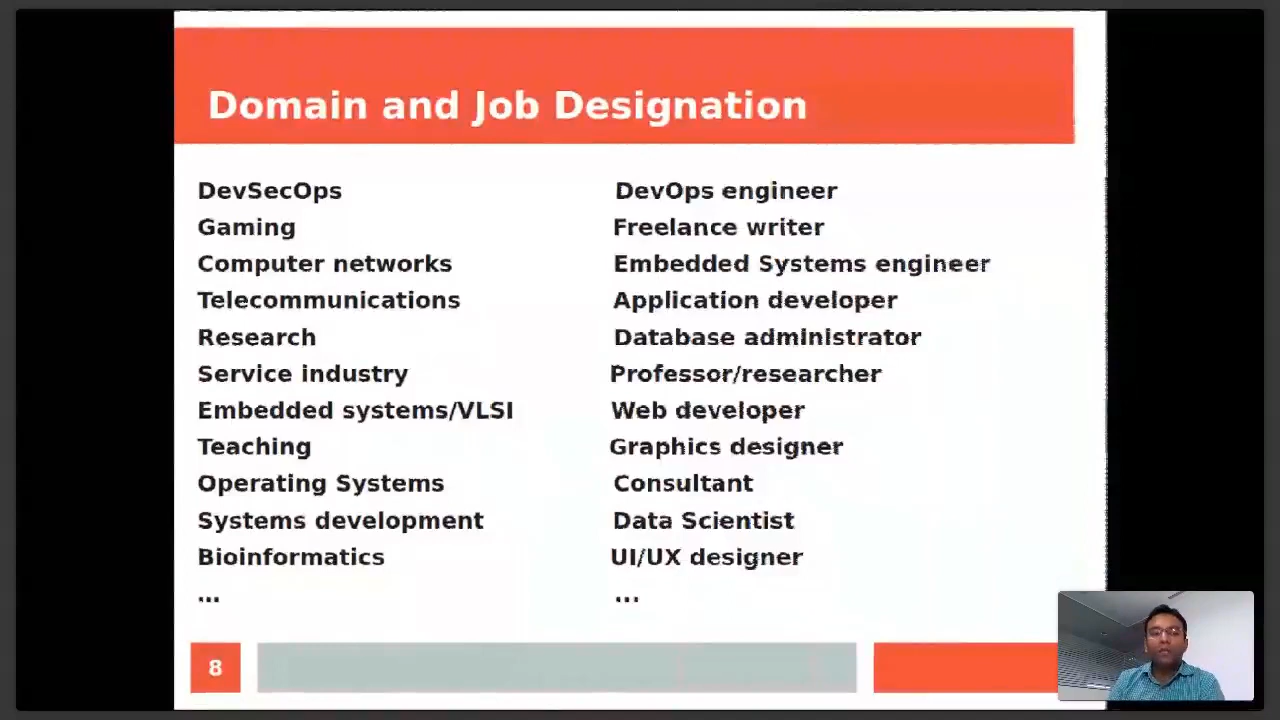 Domain and Job Designation
DevSecOps
Gaming
Computer networks
Telecommunications
Research
Service industry
Embedded systems/VLSI
Teaching
Operating Systems
Systems development
Bioinformatics
...
DevOps engineer
Freelance writer
Embedded Systems engineer
Application developer
Database administrator
Professor/researcher
Web developer
Graphics designer
Consultant
Data Scientist
UI/UX designer
...
8